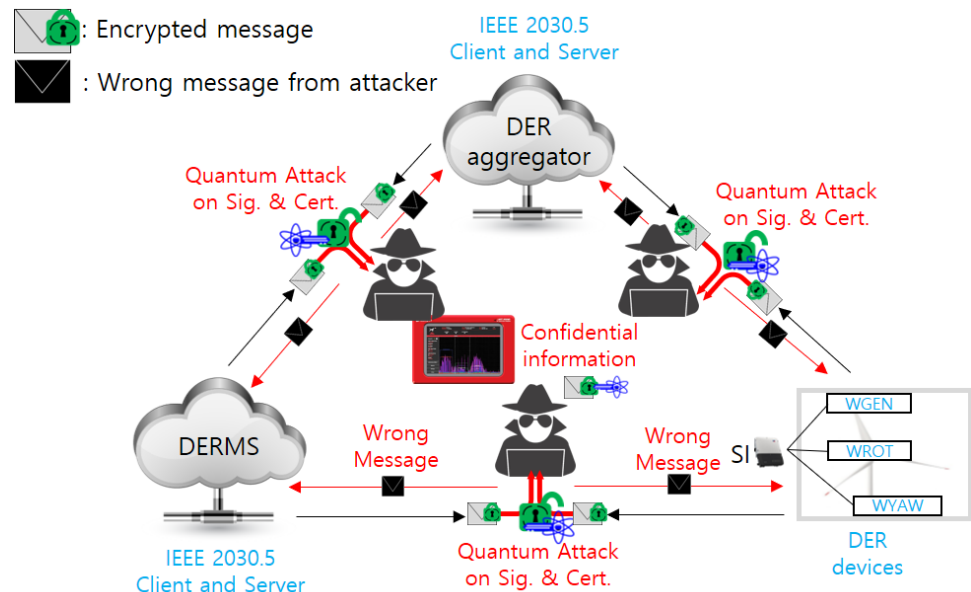 : Encrypted message
: Wrong message from attacker
IEEE 2030.5
Client and Server
DER
aggregator
Quantum Attack
on Sig. & Cert.
Quantum Attack
on Sig. & Cert.
Confidential
information
DERMS
Wrong
Message
Wrong
Message
SI
WGEN
WROT
WYAW
IEEE 2030.5
Client and Server
Quantum Attack
on Sig. & Cert.
DER
devices